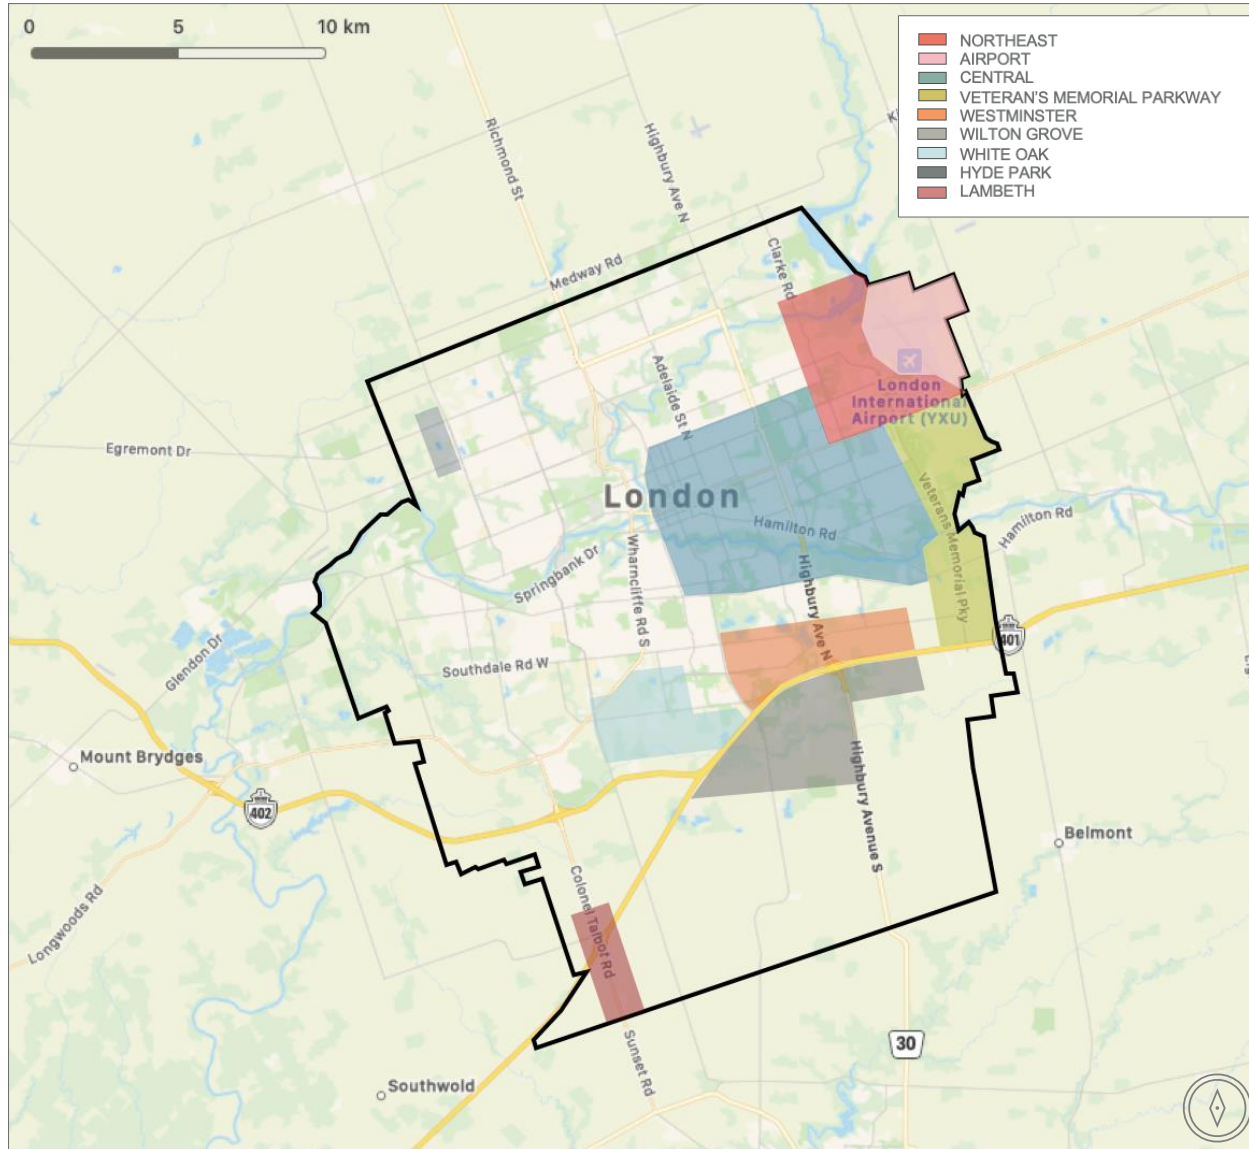 0 5 10 km
NORTHEAST
AIRPORT
CENTRAL
VETERAN'S MEMORIAL PARKWAY
WESTMINSTER
WILTON GROVE
WHITE OAK
HYDE PARK
LAMBETH
Richmond St
Highbury Ave N
Medway Rd
Clarke Rd
Adelaide St N
London
International
Airport (YXU)
Egremont Dr
London
Veterans Memorial Pky
Hamilton Rd
Hamilton Rd
Springbank Dr
Wharncliffe Rd S
Highbury Ave N
Glendon Dr
Southdale Rd W
401
Mount Brydges
402
Highbury Avenue S
Belmont
Longwoods Rd
Colonel Talbot Rd
Sunset Rd
30
Southwold